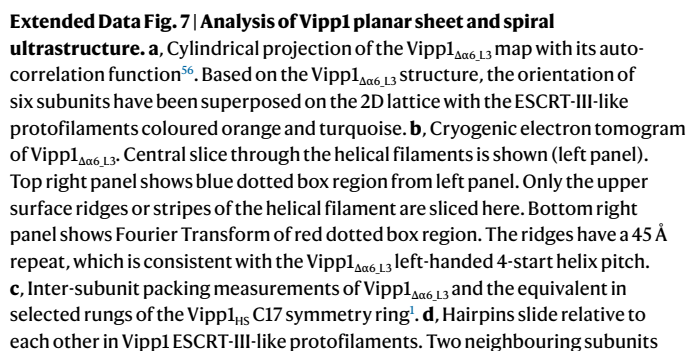 Extended Data Fig. 7 | Analysis of Vipp1 planar sheet and spiral
ultrastructure. a, Cylindrical projection of the Vipp1Δα6_L3 map with its auto-
correlation function56. Based on the Vipp1Δα6_L3 structure, the orientation of
six subunits have been superposed on the 2D lattice with the ESCRT-III-like
protofilaments coloured orange and turquoise. b, Cryogenic electron tomogram
of Vipp1Δα6_L3. Central slice through the helical filaments is shown (left panel).
Top right panel shows blue dotted box region from left panel. Only the upper
surface ridges or stripes of the helical filament are sliced here. Bottom right
panel shows Fourier Transform of red dotted box region. The ridges have a 45 Å
repeat, which is consistent with the Vipp1Δα6_L3 left-handed 4-start helix pitch.
c, Inter-subunit packing measurements of Vipp1Δα6_L3 and the equivalent in
selected rungs of the Vipp1HS C17 symmetry ring1. d, Hairpins slide relative to
each other in Vipp1 ESCRT-III-like protofilaments. Two neighbouring subunits